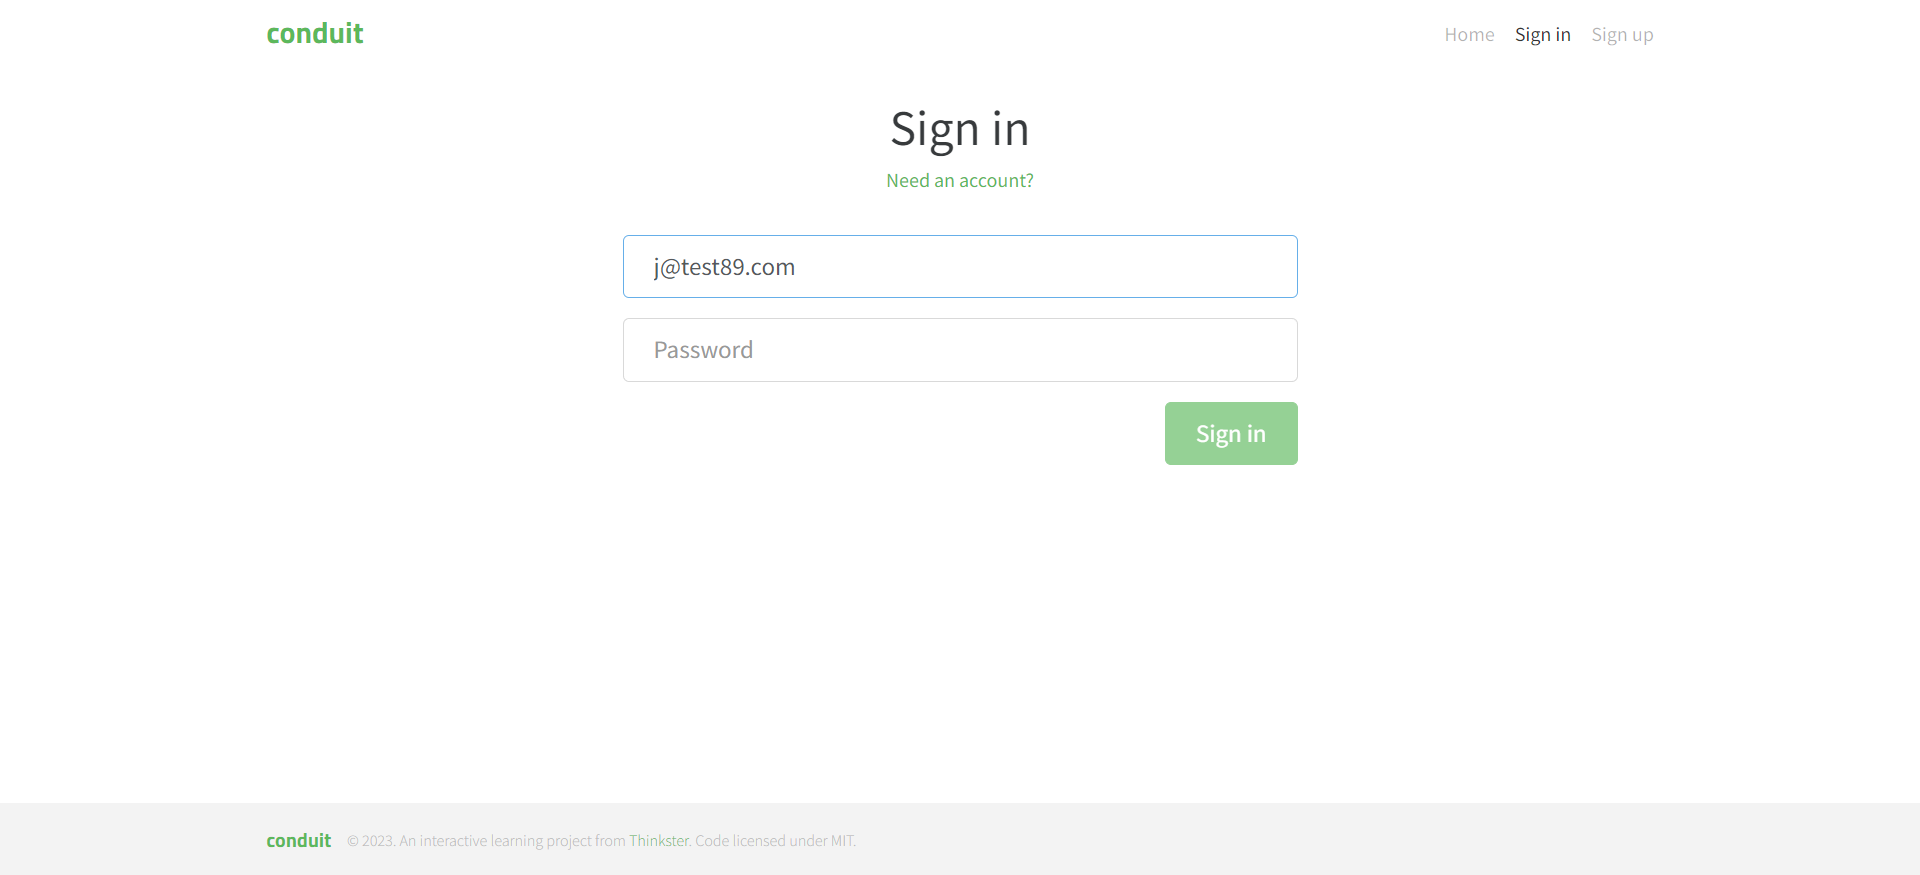 conduit
Home Sign in Sign up
Sign in
Need an account?
j@test89.com
Password
Sign in
conduit © 2023. An interactive learning project from Thinkster. Code licensed under MIT.